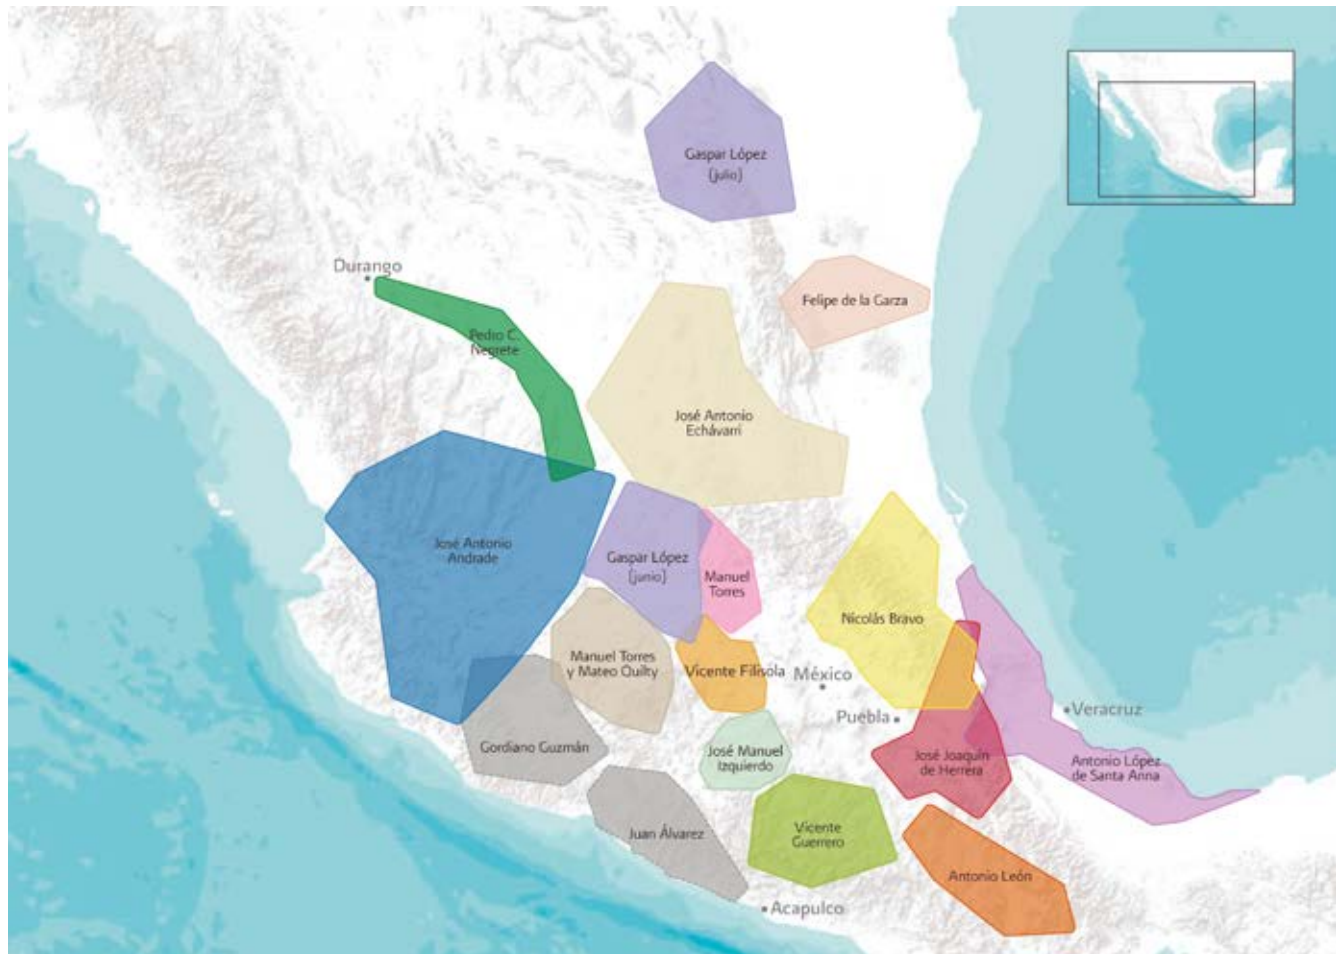 Gaspar López
(julio)
Durango
Felipe de la Garza
Pedro C.
Negrete
José Antonio
Echávarri
José Antonio
Andrade
Gaspar López
(junio)
Manuel
Torres
Nicolás Bravo
Manuel Torres
y Mateo Quilty
Vicente Filisola
México
Puebla
Veracruz
Gordiano Guzmán
José Manuel
Izquierdo
José Joaquín
de Herrera
Antonio López
de Santa Anna
Juan Álvarez
Vicente
Guerrero
Antonio León
Acapulco